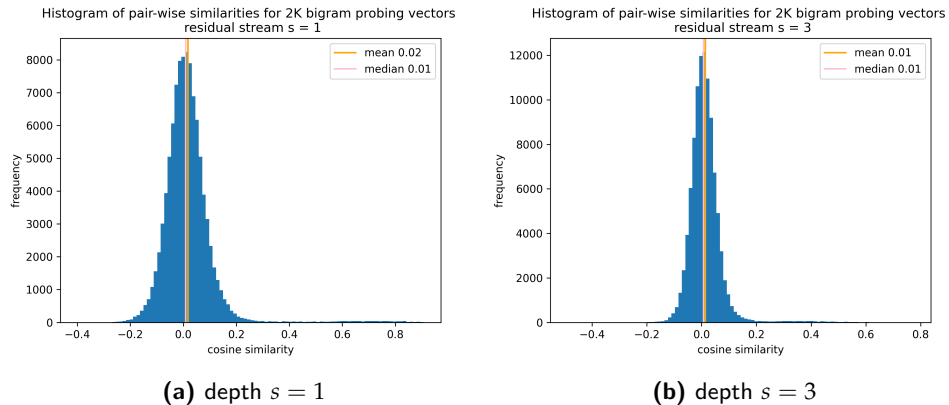 Histogram of pair-wise similarities for 2K bigram probing vectors
residual stream s = 1
mean 0.02
median 0.01
8000
7000
6000
5000
4000
3000
2000
1000
0
frequency
−0.4 −0.2 0.0 0.2 0.4 0.6 0.8
cosine similarity
(a) depth s = 1
Histogram of pair-wise similarities for 2K bigram probing vectors
residual stream s = 3
mean 0.01
median 0.01
12000
10000
8000
6000
4000
2000
0
frequency
−0.4 −0.2 0.0 0.2 0.4 0.6 0.8
cosine similarity
(b) depth s = 3